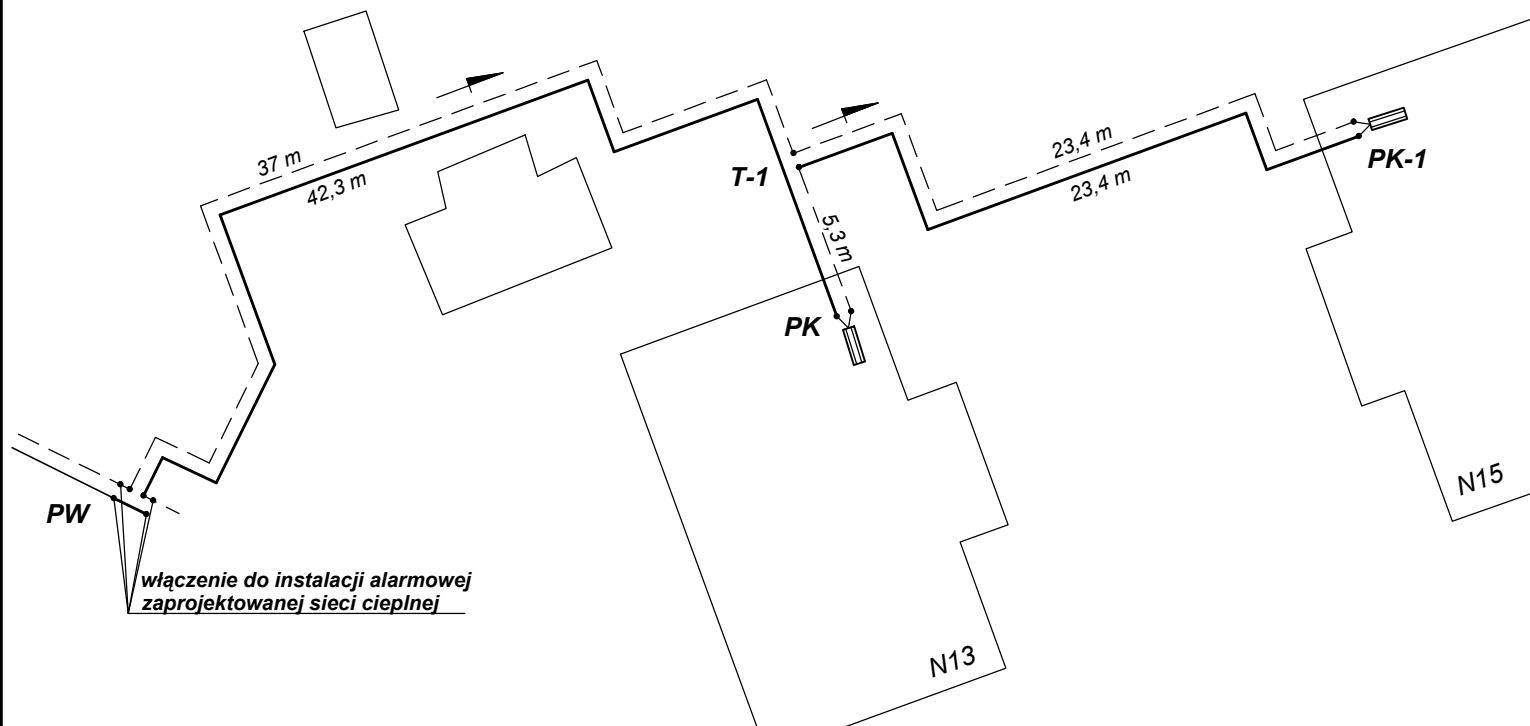 37 m
42,3 m
T-1
23,4 m
23,4 m
PK-1
5,3 m
PK
PW
N15
włączenie do instalacji alarmowej
zaprojektowanej sieci cieplnej
N13